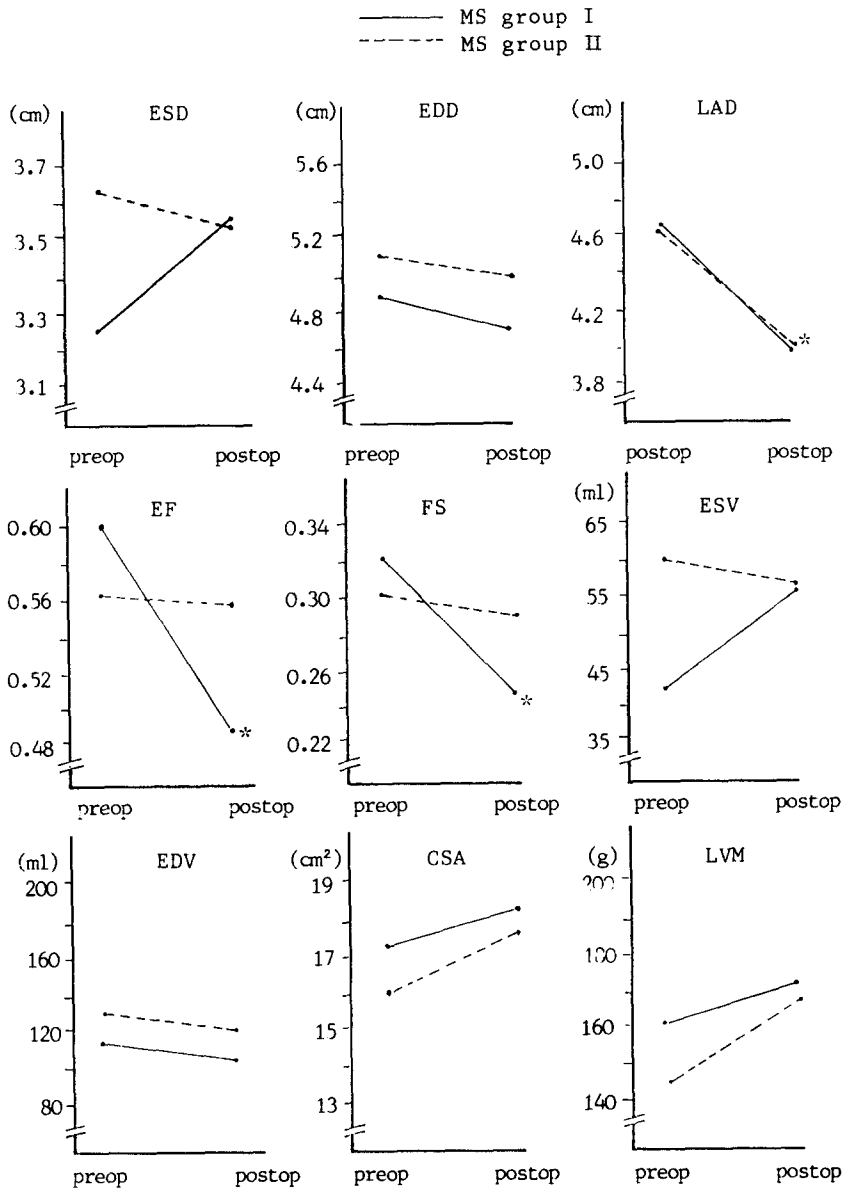 MS group I
MS group II
(cm) ESD
3.7
3.5
3.3
3.1
preop postop
(cm) EDD
5.6
5.2
4.8
4.4
preop postop
(cm) LAD
5.0
4.6
4.2
3.8
*
postop postop
EF
0.60
0.56
0.52
0.48
*
preop postop
FS
0.34
0.30
0.26
0.22
*
preop postop
(ml) ESV
65
55
45
35
preop postop
(ml) EDV
200
160
120
80
preop postop
(cm²) CSA
19
17
15
13
preop postop
(g) LVM
200
180
160
140
preop postop